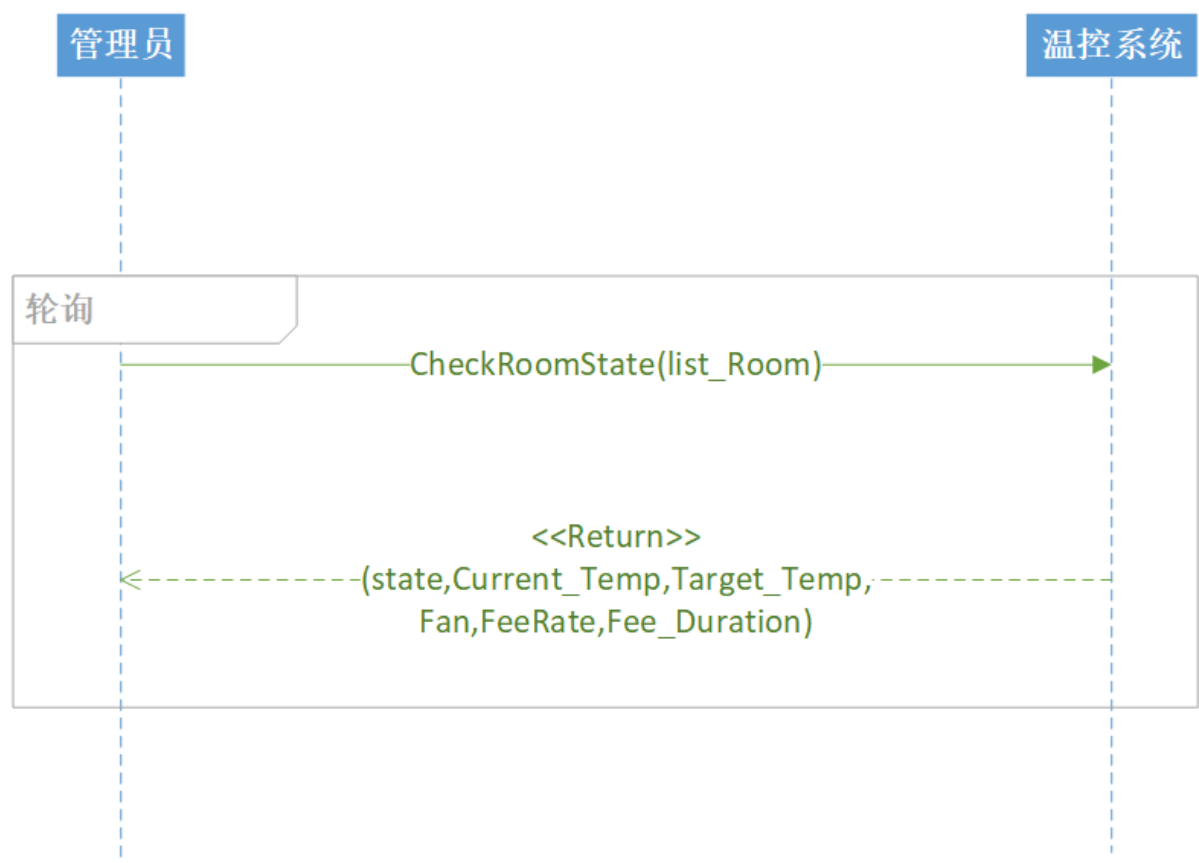 管理员
温控系统
轮询
CheckRoomState(list_Room)
<<Return>>
(state,Current_Temp,Target_Temp,
Fan,FeeRate,Fee_Duration)